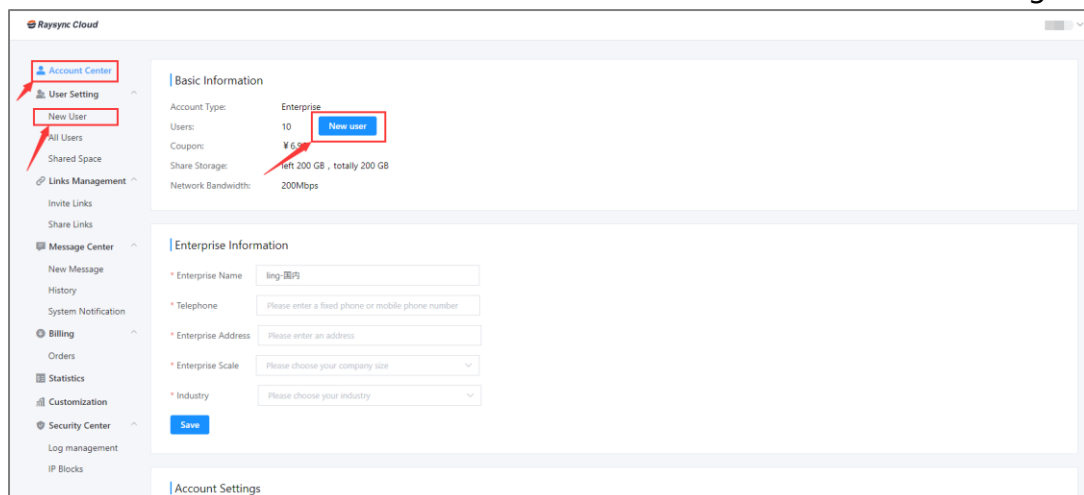 Raysync Cloud
Account Center
User Setting
New User
All Users
Shared Space
Links Management
Invite Links
Share Links
Message Center
New Message
History
System Notification
Billing
Orders
Statistics
Customization
Security Center
Log management
IP Blocks
Basic Information
Account Type: Enterprise
Users: 10 New user
Coupon: ¥ 6,9
Share Storage: left 200 GB , totally 200 GB
Network Bandwidth: 200Mbps
Enterprise Information
* Enterprise Name ling-国内
* Telephone Please enter a fixed phone or mobile phone number
* Enterprise Address Please enter an address
* Enterprise Scale Please choose your company size
* Industry Please choose your industry
Save
Account Settings